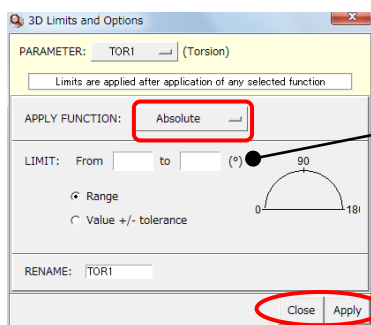 3D Limits and Options
PARAMETER: TOR1 (Torsion)
Limits are applied after application of any selected function
APPLY FUNCTION: Absolute
LIMIT: From to (°)
90
Range
0 180
Value +/- tolerance
RENAME: TOR1
Close Apply